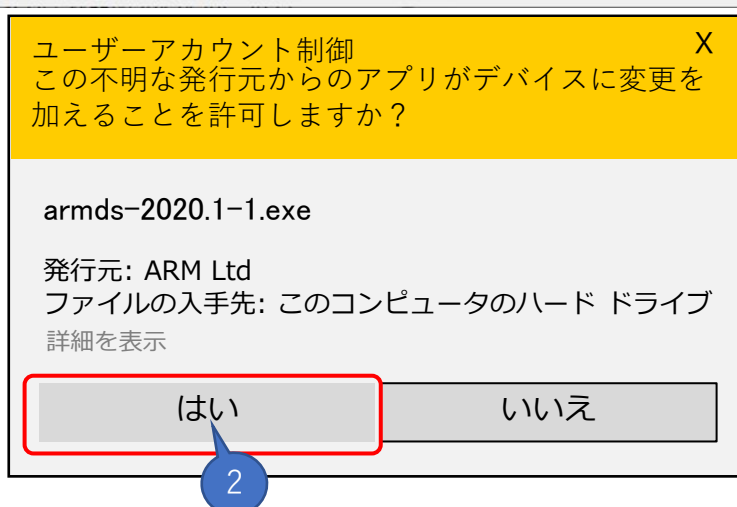 ユーザーアカウント制御 X
この不明な発行元からのアプリがデバイスに変更を
加えることを許可しますか？
armds-2020.1-1.exe
発行元: ARM Ltd
ファイルの入手先: このコンピュータのハード ドライブ
詳細を表示
はい いいえ
2